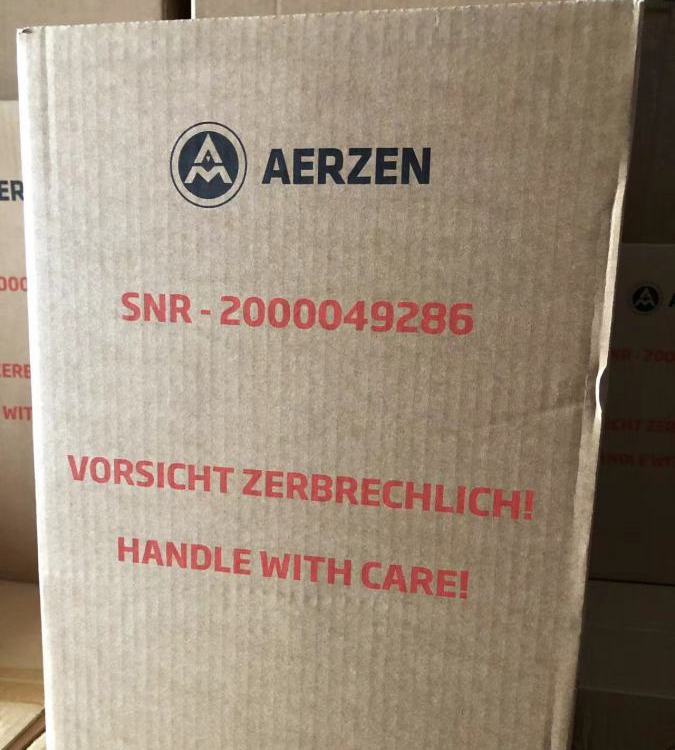 AERZEN
SNR - 2000049286
VORSICHT ZERBRECHLICH!
HANDLE WITH CARE!